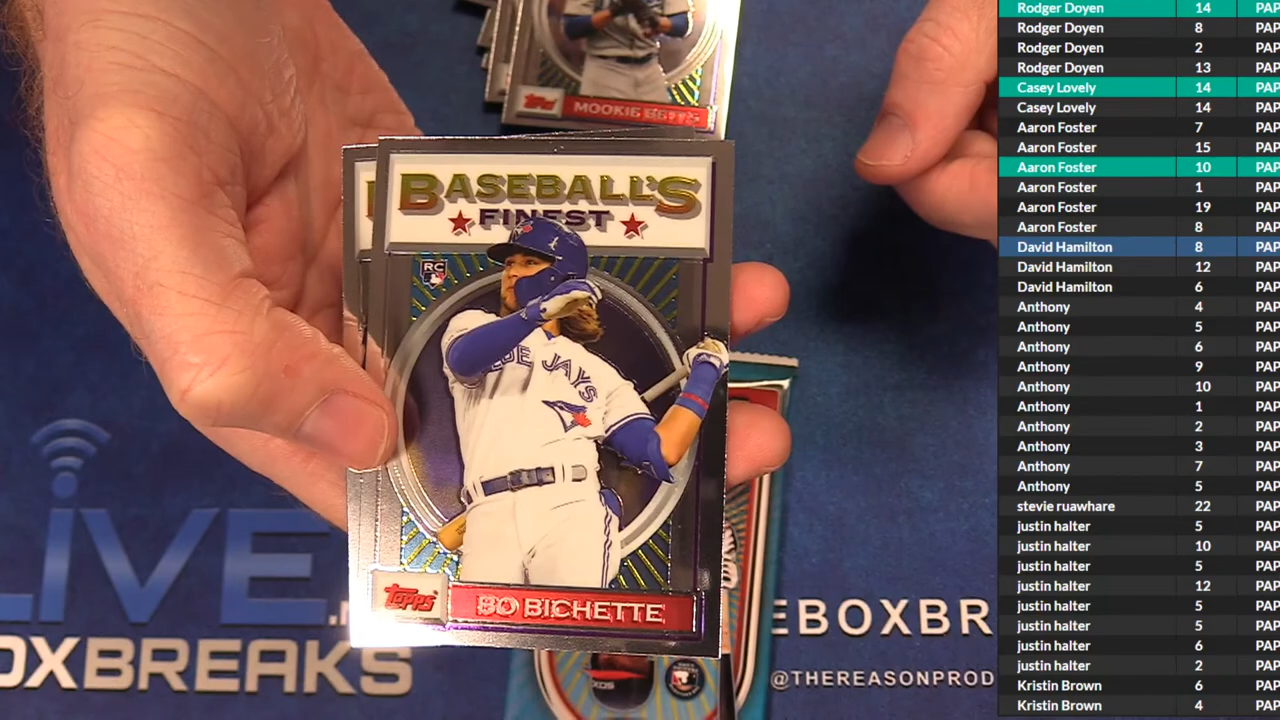 Topps
MOOKIE BETTS
BASEBALL'S
FINEST
RC
BLUE JAYS
Topps
BO BICHETTE
LIVE
OXBREAKS
EBOXBR
@THEREASONPROD
Rodger Doyen 14 PAP
Rodger Doyen 8 PAP
Rodger Doyen 2 PAP
Rodger Doyen 13 PAP
Casey Lovely 14 PAP
Casey Lovely 14 PAP
Aaron Foster 7 PAP
Aaron Foster 15 PAP
Aaron Foster 10 PAP
Aaron Foster 1 PAP
Aaron Foster 19 PAP
Aaron Foster 8 PAP
David Hamilton 8 PAP
David Hamilton 12 PAP
David Hamilton 6 PAP
Anthony 4 PAP
Anthony 5 PAP
Anthony 6 PAP
Anthony 9 PAP
Anthony 10 PAP
Anthony 1 PAP
Anthony 2 PAP
Anthony 3 PAP
Anthony 7 PAP
Anthony 5 PAP
stevie ruawhare 22 PAP
justin halter 5 PAP
justin halter 10 PAP
justin halter 5 PAP
justin halter 12 PAP
justin halter 5 PAP
justin halter 5 PAP
justin halter 6 PAP
justin halter 2 PAP
Kristin Brown 6 PAP
Kristin Brown 4 PAP